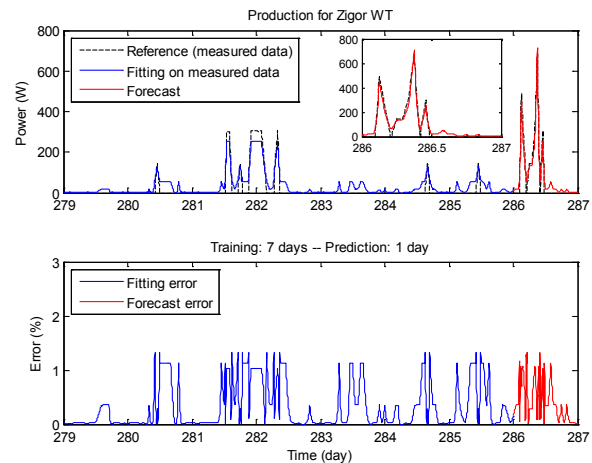 Production for Zigor WT
Power (W)
800
600
400
200
0
Reference (measured data)
Fitting on measured data
Forecast
800
600
400
200
0
286 286.5 287
279 280 281 282 283 284 285 286 287
Training: 7 days -- Prediction: 1 day
Error (%)
3
2
1
0
Fitting error
Forecast error
279 280 281 282 283 284 285 286 287
Time (day)